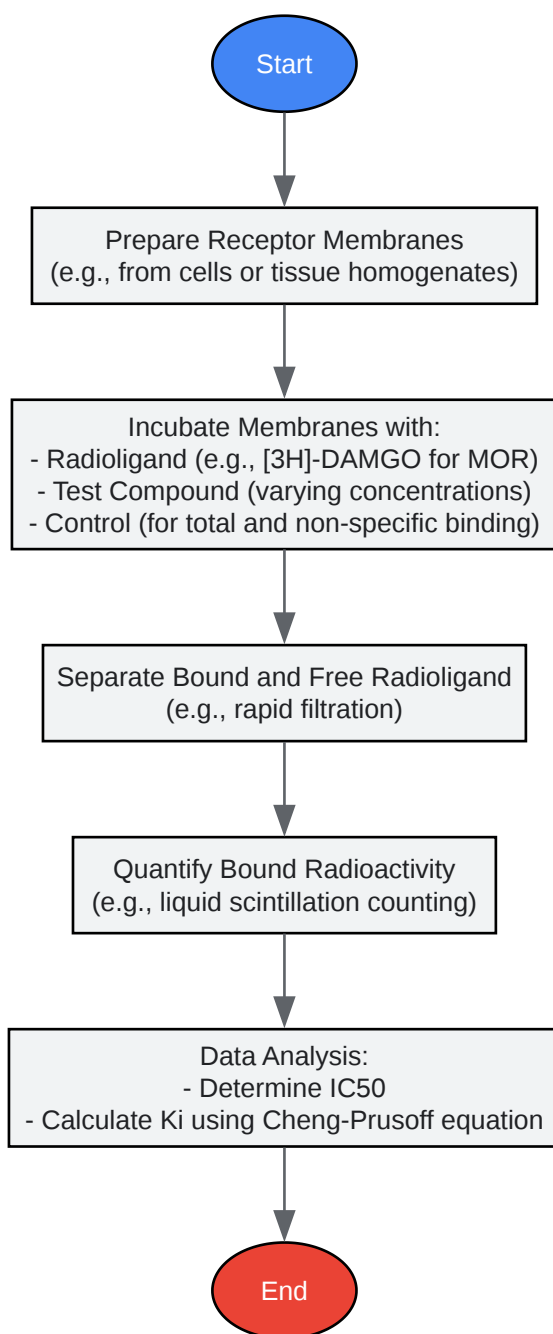 Start
Prepare Receptor Membranes
(e.g., from cells or tissue homogenates)
Incubate Membranes with:
- Radioligand (e.g., [3H]-DAMGO for MOR)
- Test Compound (varying concentrations)
- Control (for total and non-specific binding)
Separate Bound and Free Radioligand
(e.g., rapid filtration)
Quantify Bound Radioactivity
(e.g., liquid scintillation counting)
Data Analysis:
- Determine IC50
- Calculate Ki using Cheng-Prusoff equation
End